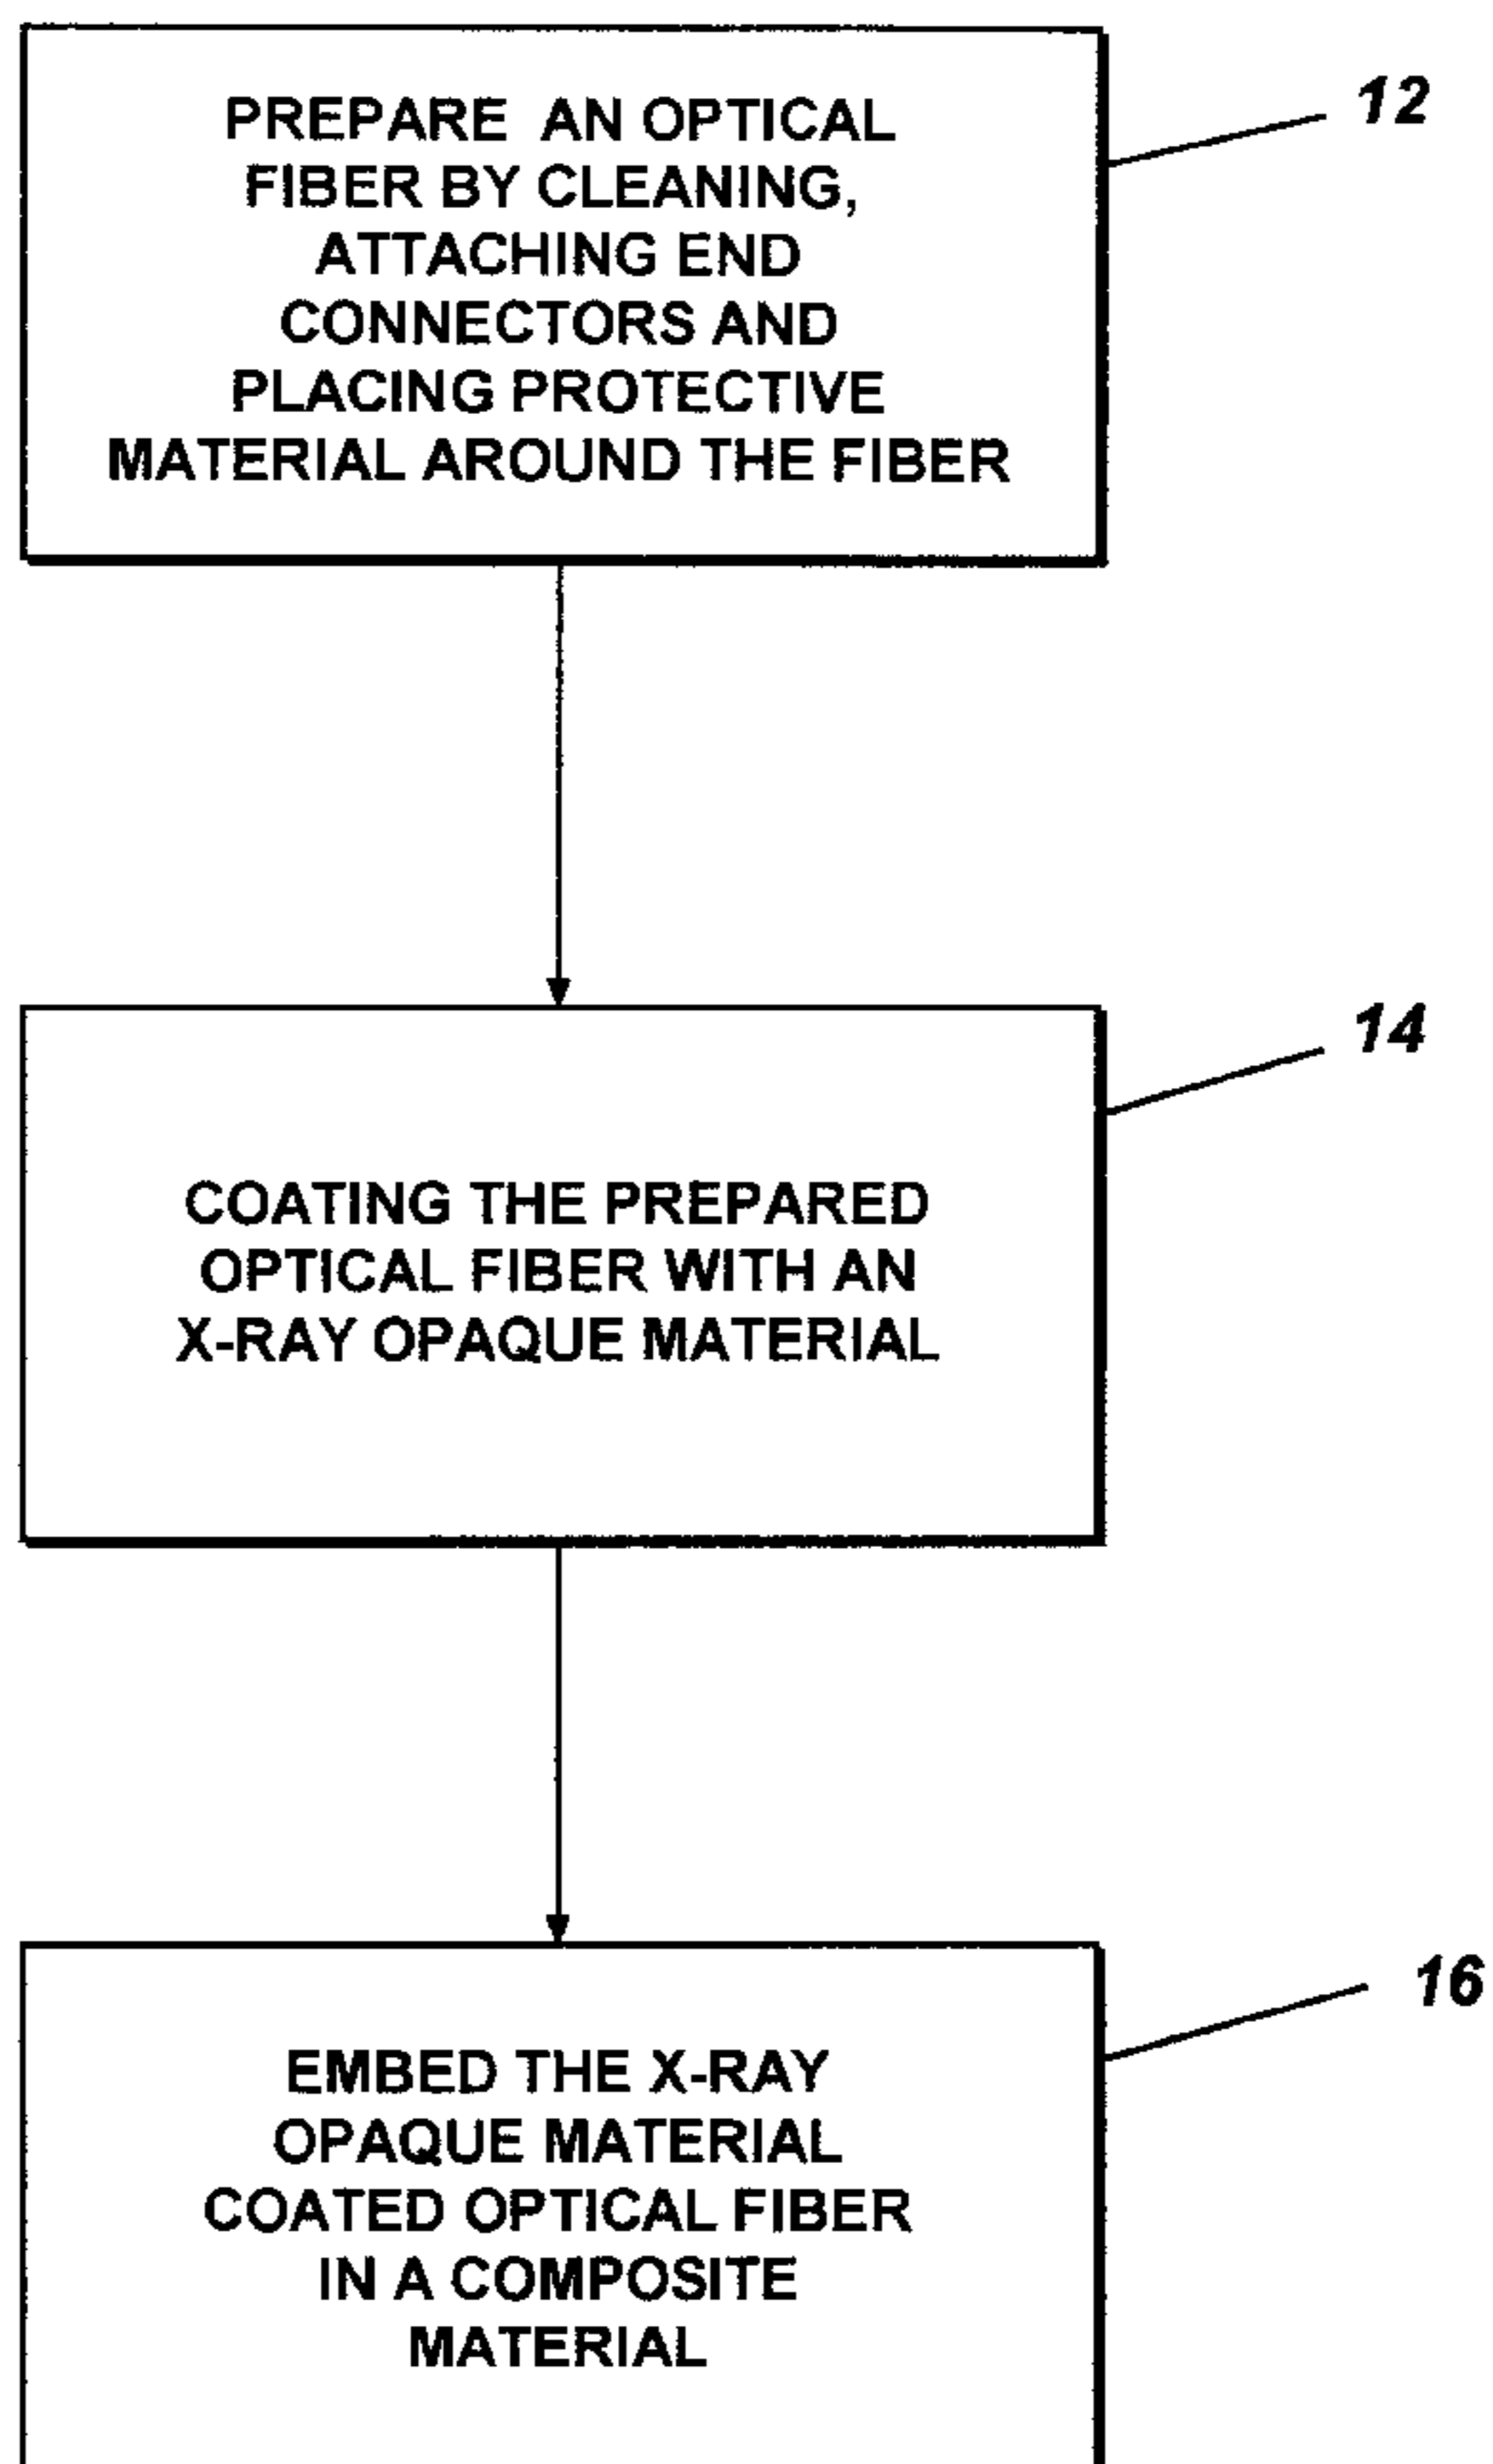 PREPARE AN OPTICAL
FIBER BY CLEANING,
ATTACHING END
CONNECTORS AND
PLACING PROTECTIVE
MATERIAL AROUND THE FIBER
12
COATING THE PREPARED
OPTICAL FIBER WITH AN
X-RAY OPAQUE MATERIAL
14
EMBED THE X-RAY
OPAQUE MATERIAL
COATED OPTICAL FIBER
IN A COMPOSITE
MATERIAL
16